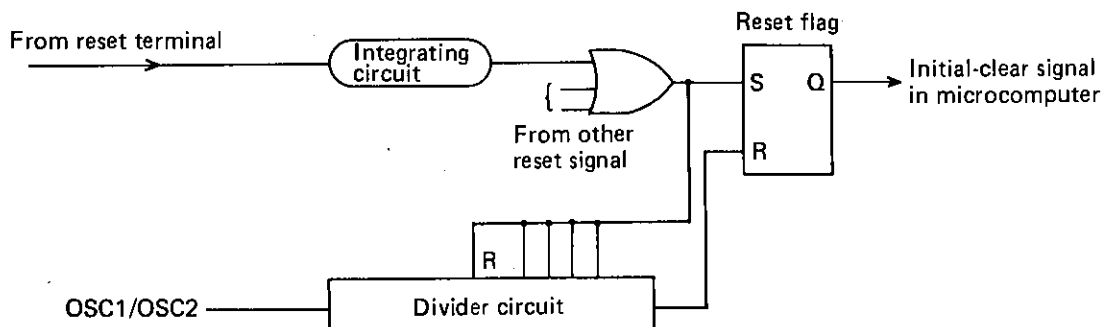 Reset flag
From reset terminal
Integrating
circuit
S
Q
Initial-clear signal
in microcomputer
From other
reset signal
R
R
OSC1/OSC2
Divider circuit